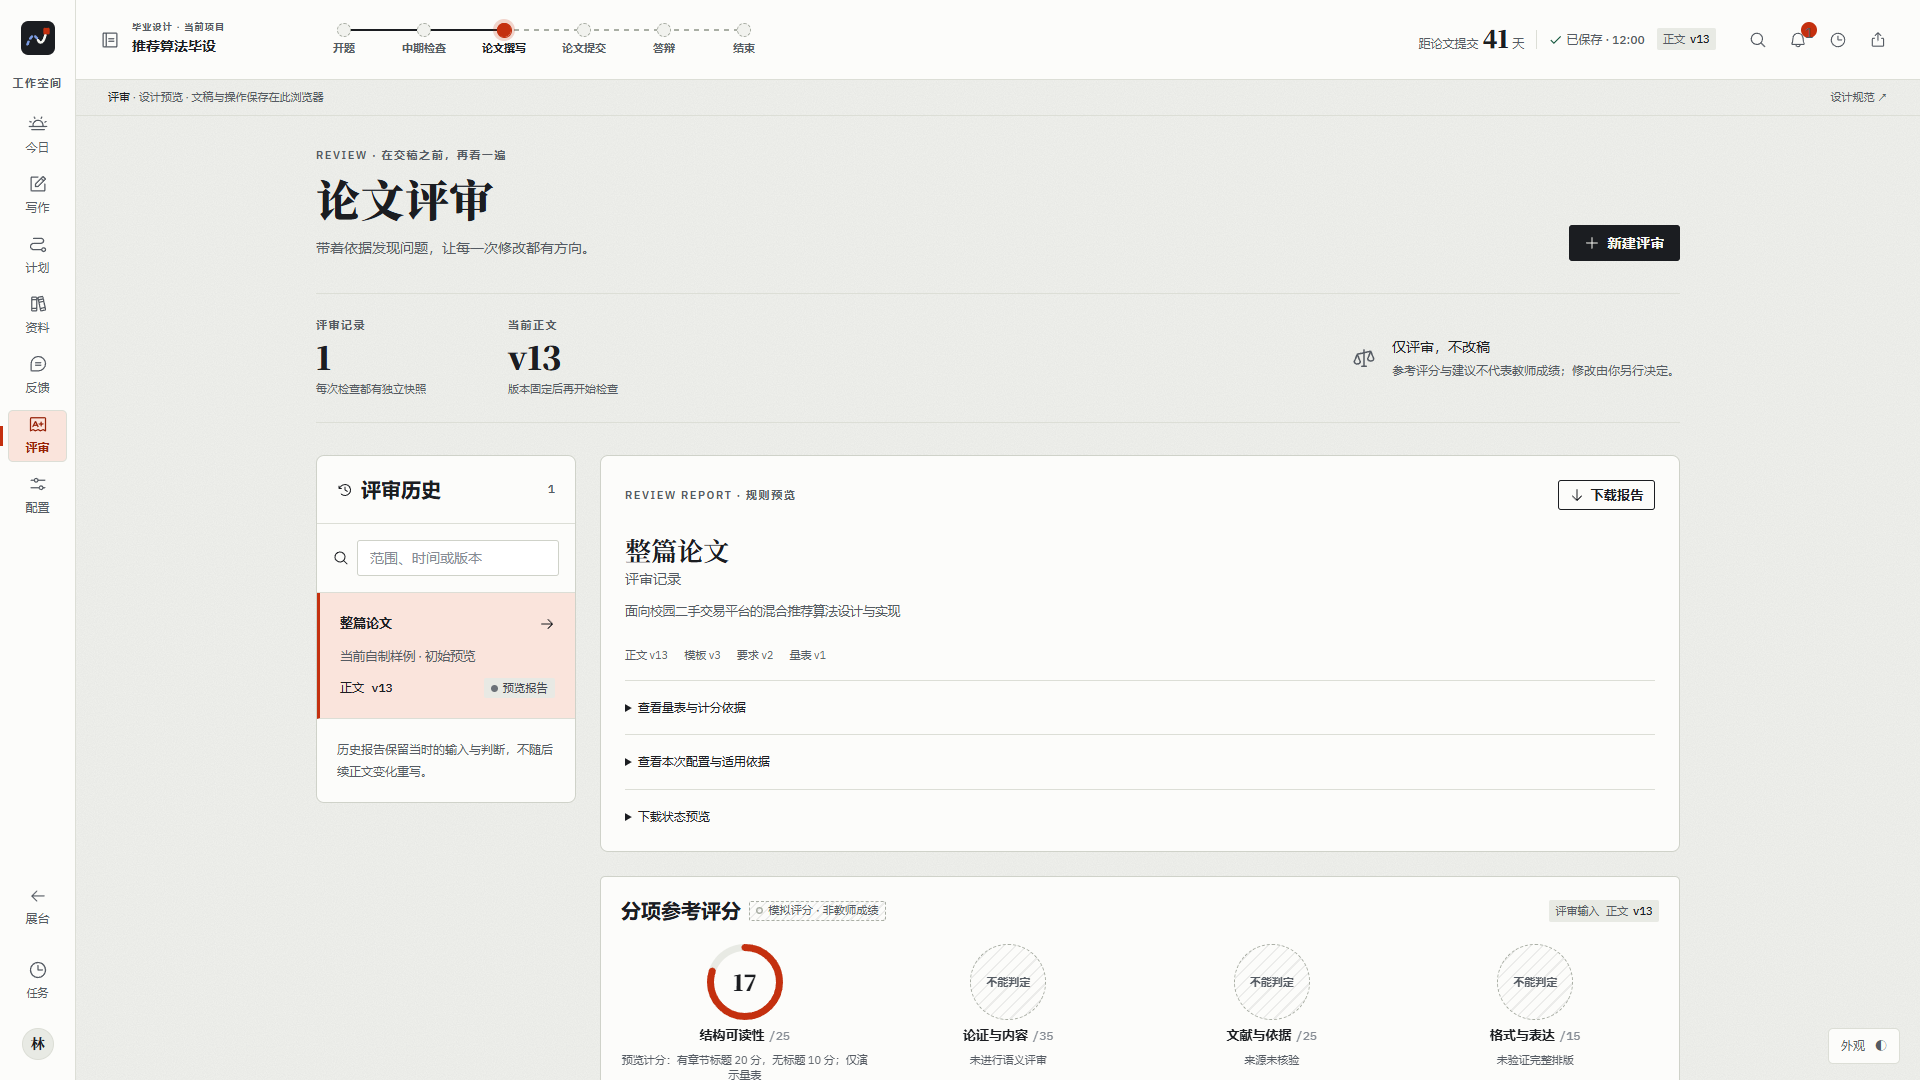 工作空间
今日
写作
计划
资料
反馈
评审
配置
展台
任务
林
毕业设计 · 当前项目
推荐算法毕设
开题
中期检查
论文撰写
论文提交
答辩
结束
距论文提交 41 天
已保存 · 12:00
正文 v13
评审 · 设计预览 · 文稿与操作保存在此浏览器
设计规范 ↗
REVIEW · 在交稿之前，再看一遍
论文评审
带着依据发现问题，让每一次修改都有方向。
新建评审
评审记录
1
每次检查都有独立快照
当前正文
v13
版本固定后再开始检查
仅评审，不改稿
参考评分与建议不代表教师成绩；修改由你另行决定。
评审历史
1
范围、时间或版本
整篇论文
当前自制样例 · 初始预览
正文 v13
预览报告
历史报告保留当时的输入与判断，不随后
续正文变化重写。
REVIEW REPORT · 规则预览
下载报告
整篇论文
评审记录
面向校园二手交易平台的混合推荐算法设计与实现
正文 v13 模板 v3 要求 v2 量表 v1
查看量表与计分依据
查看本次配置与适用依据
下载状态预览
分项参考评分
模拟评分 · 非教师成绩
评审输入 正文 v13
17
结构可读性 /25
预览计分：有章节标题 20 分，无标题 10 分；仅演
示量表
不能判定
论证与内容 /35
未进行语义评审
不能判定
文献与依据 /25
来源未核验
不能判定
格式与表达 /15
未验证完整排版
外观